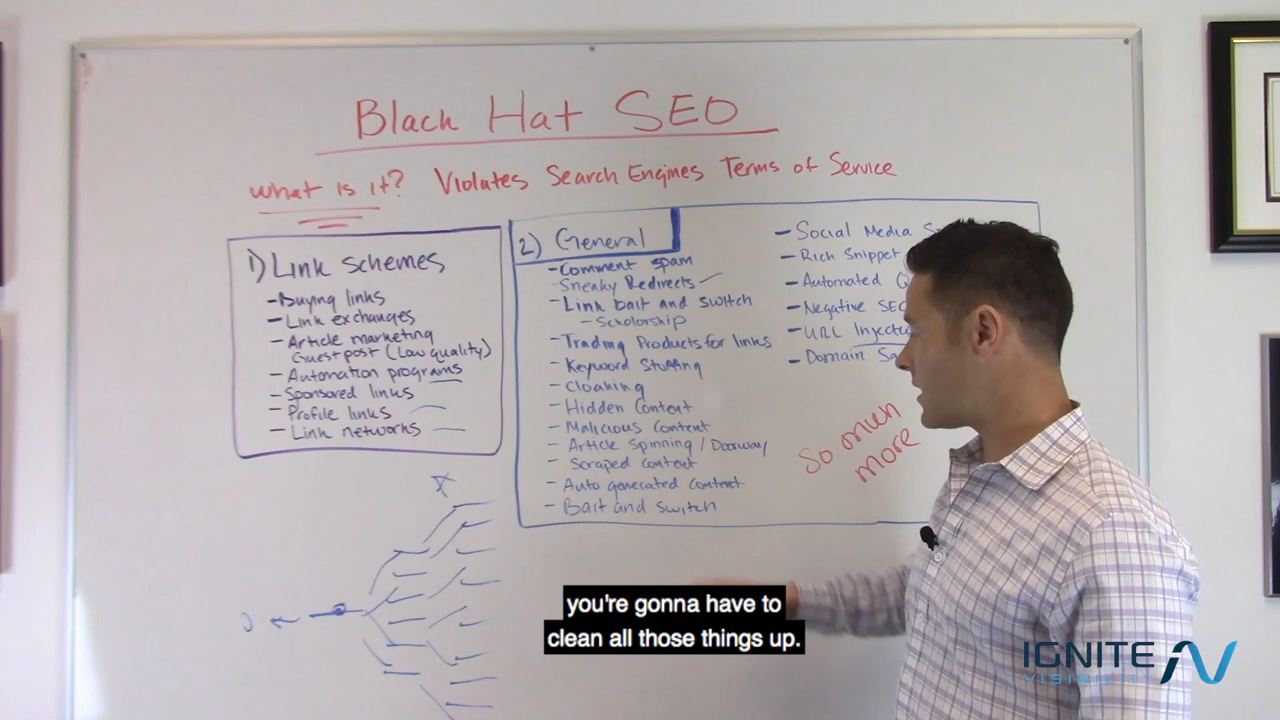 Black Hat SEO
What is it? Violates Search Engines Terms of Service
1) Link schemes
- Buying links
- Link exchanges
- Article marketing
Guest post (Low quality)
- Automation programs
- Sponsored links
- Profile links
- Link networks
2) General
- Comment spam
- Sneaky Redirects
- Link bait and switch
- Scholorship
- Trading Products for links
- Keyword Stuffing
- Cloaking
- Hidden Content
- Malicious Content
- Article Spinning / Doorway
- Scraped content
- Auto generated content
- Bait and switch
- Social Media
- Rich Snippet
- Automated
- Negative SEO
- URL
- Domain
So much
more
you're gonna have to
clean all those things up.
IGNITE
VISIBILITY